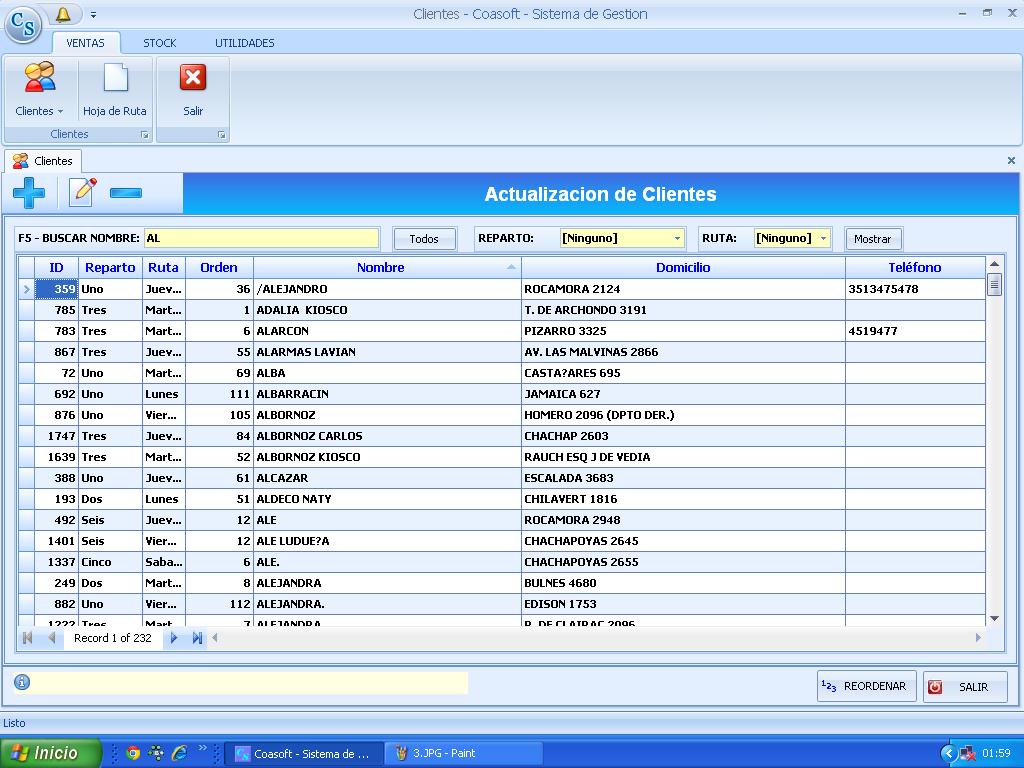 Clientes - Coasoft - Sistema de Gestion
CS
VENTAS STOCK UTILIDADES
Clientes Hoja de Ruta Salir
Clientes
Clientes
Actualizacion de Clientes
F5 - BUSCAR NOMBRE: AL Todos REPARTO: [Ninguno] RUTA: [Ninguno] Mostrar
ID Reparto Ruta Orden Nombre Domicilio Teléfono
359 Uno Juev... 36 /ALEJANDRO ROCAMORA 2124 3513475478
785 Tres Mart... 1 ADALIA KIOSCO T. DE ARCHONDO 3191
783 Tres Mart... 6 ALARCON PIZARRO 3325 4519477
867 Tres Juev... 55 ALARMAS LAVIAN AV. LAS MALVINAS 2866
72 Uno Mart... 69 ALBA CASTA?ARES 695
692 Uno Lunes 111 ALBARRACIN JAMAICA 627
876 Uno Vier... 105 ALBORNOZ HOMERO 2096 (DPTO DER.)
1747 Tres Juev... 84 ALBORNOZ CARLOS CHACHAP 2603
1639 Tres Mart... 52 ALBORNOZ KIOSCO RAUCH ESQ J DE VEDIA
388 Uno Juev... 61 ALCAZAR ESCALADA 3683
193 Dos Lunes 51 ALDECO NATY CHILAVERT 1816
492 Seis Juev... 12 ALE ROCAMORA 2948
1401 Seis Vier... 12 ALE LUDUE?A CHACHAPOYAS 2645
1337 Cinco Saba... 6 ALE. CHACHAPOYAS 2655
249 Dos Mart... 8 ALEJANDRA BULNES 4680
882 Uno Vier... 112 ALEJANDRA. EDISON 1753
1222 Tres Mart... 7 ALEJANDRA P. DE CLAIRAC 2096
Record 1 of 232
123 REORDENAR SALIR
Listo
Inicio Coasoft - Sistema de ... 3.JPG - Paint 01:59